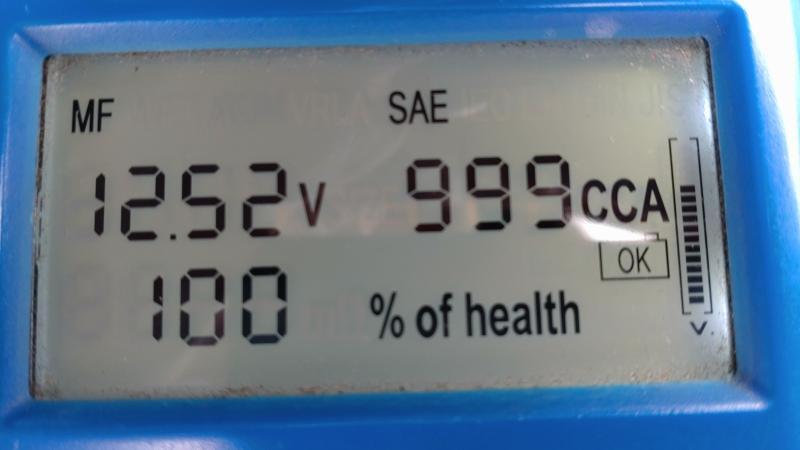 MF SAE
12.52 V 999 CCA
OK
100 % of health
V